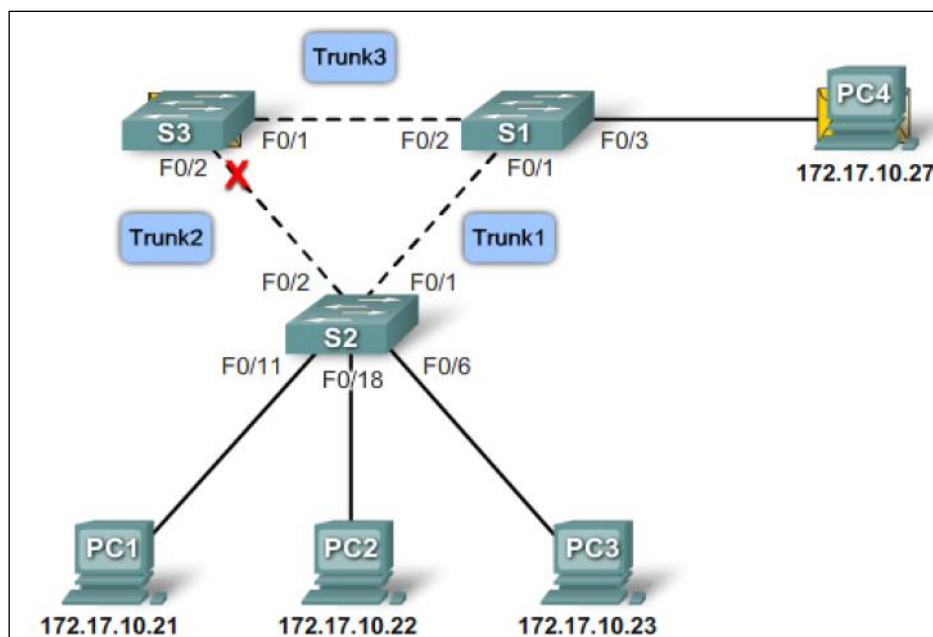 Trunk3
PC4
S3
S1
F0/1
F0/2
F0/3
F0/2
F0/1
172.17.10.27
Trunk2
Trunk1
F0/2
F0/1
S2
F0/11
F0/18
F0/6
PC1
PC2
PC3
172.17.10.21
172.17.10.22
172.17.10.23